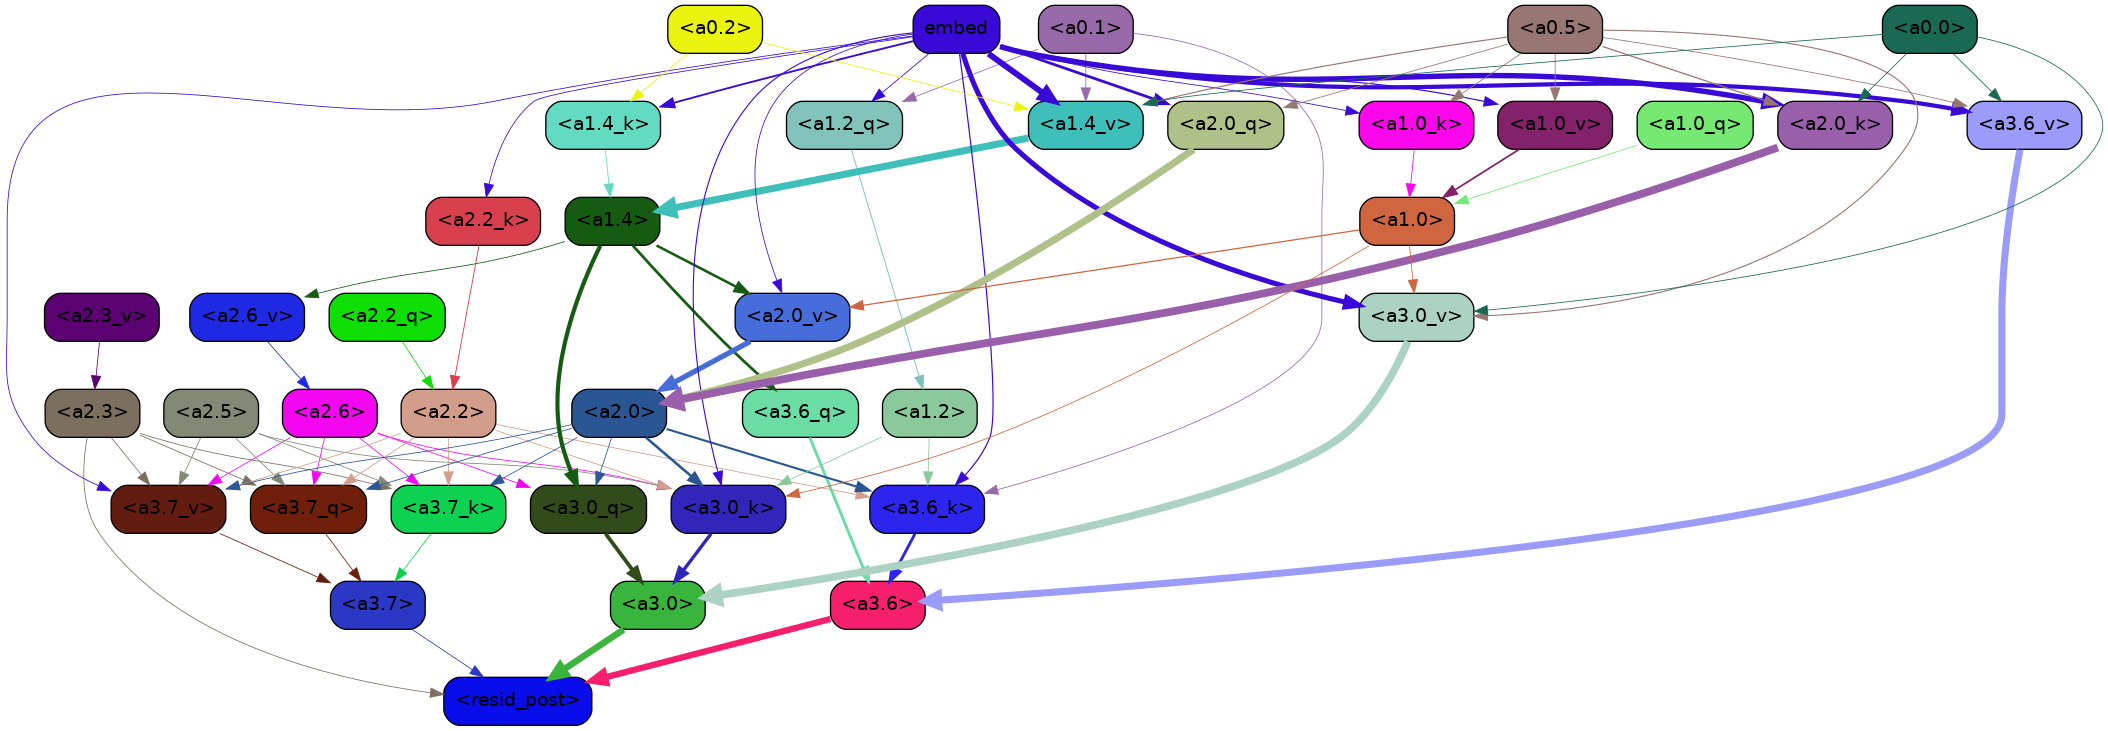 <a0.2>
embed
<a0.1>
<a0.5>
<a0.0>
<a1.4_k>
<a1.2_q>
<a1.4_v>
<a2.0_q>
<a1.0_k>
<a1.0_v>
<a1.0_q>
<a2.0_k>
<a3.6_v>
<a2.2_k>
<a1.4>
<a1.0>
<a2.3_v>
<a2.6_v>
<a2.2_q>
<a2.0_v>
<a3.0_v>
<a2.3>
<a2.5>
<a2.6>
<a2.2>
<a2.0>
<a3.6_q>
<a1.2>
<a3.7_v>
<a3.7_q>
<a3.7_k>
<a3.0_q>
<a3.0_k>
<a3.6_k>
<a3.7>
<a3.0>
<a3.6>
<resid_post>